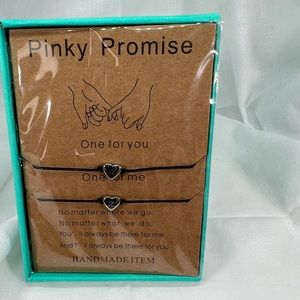 Pinky Promise
One for you
One for me
No matter where we go.
No matter what we do.
You'll always be there for me
And I'll always be there for you
HANDMADE ITEM